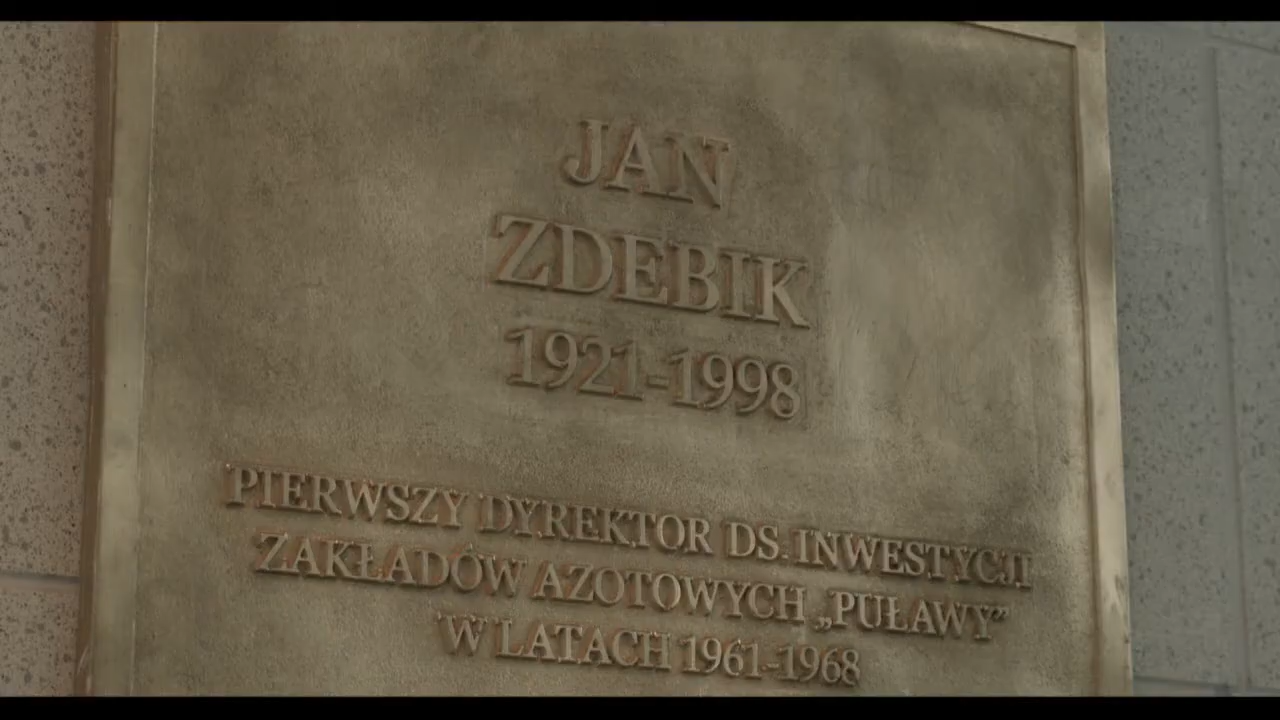 JAN
ZDEBIK
1921-1998
PIERWSZY DYREKTOR DS. INWESTYCJI
ZAKŁADÓW AZOTOWYCH „PUŁAWY”
W LATACH 1961-1968